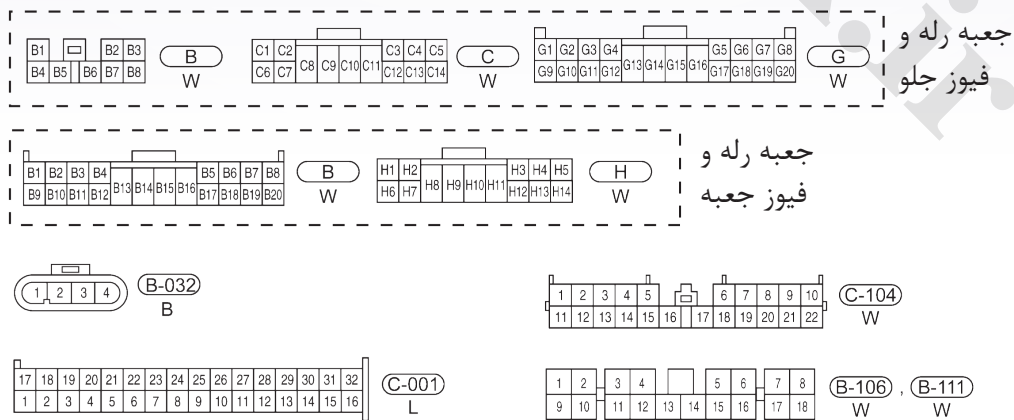 B1 B2 B3
B4 B5 B6 B7 B8
B
W
C1 C2 C8 C9 C10 C11 C3 C4 C5
C6 C7 C12 C13 C14
C
W
G1 G2 G3 G4 G13 G14 G15 G16 G5 G6 G7 G8
G9 G10 G11 G12 G17 G18 G19 G20
G
W
جعبه رله و
فیوز جلو
B1 B2 B3 B4 B13 B14 B15 B16 B5 B6 B7 B8
B9 B10 B11 B12 B17 B18 B19 B20
B
W
H1 H2 H8 H9 H10 H11 H3 H4 H5
H6 H7 H12 H13 H14
H
W
جعبه رله و
فیوز جعبه
1 2 3 4
B-032
B
1 2 3 4 5 6 7 8 9 10
11 12 13 14 15 16 17 18 19 20 21 22
C-104
W
17 18 19 20 21 22 23 24 25 26 27 28 29 30 31 32
1 2 3 4 5 6 7 8 9 10 11 12 13 14 15 16
C-001
L
1 2 3 4 5 6 7 8
9 10 11 12 13 14 15 16 17 18
B-106 , B-111
W W